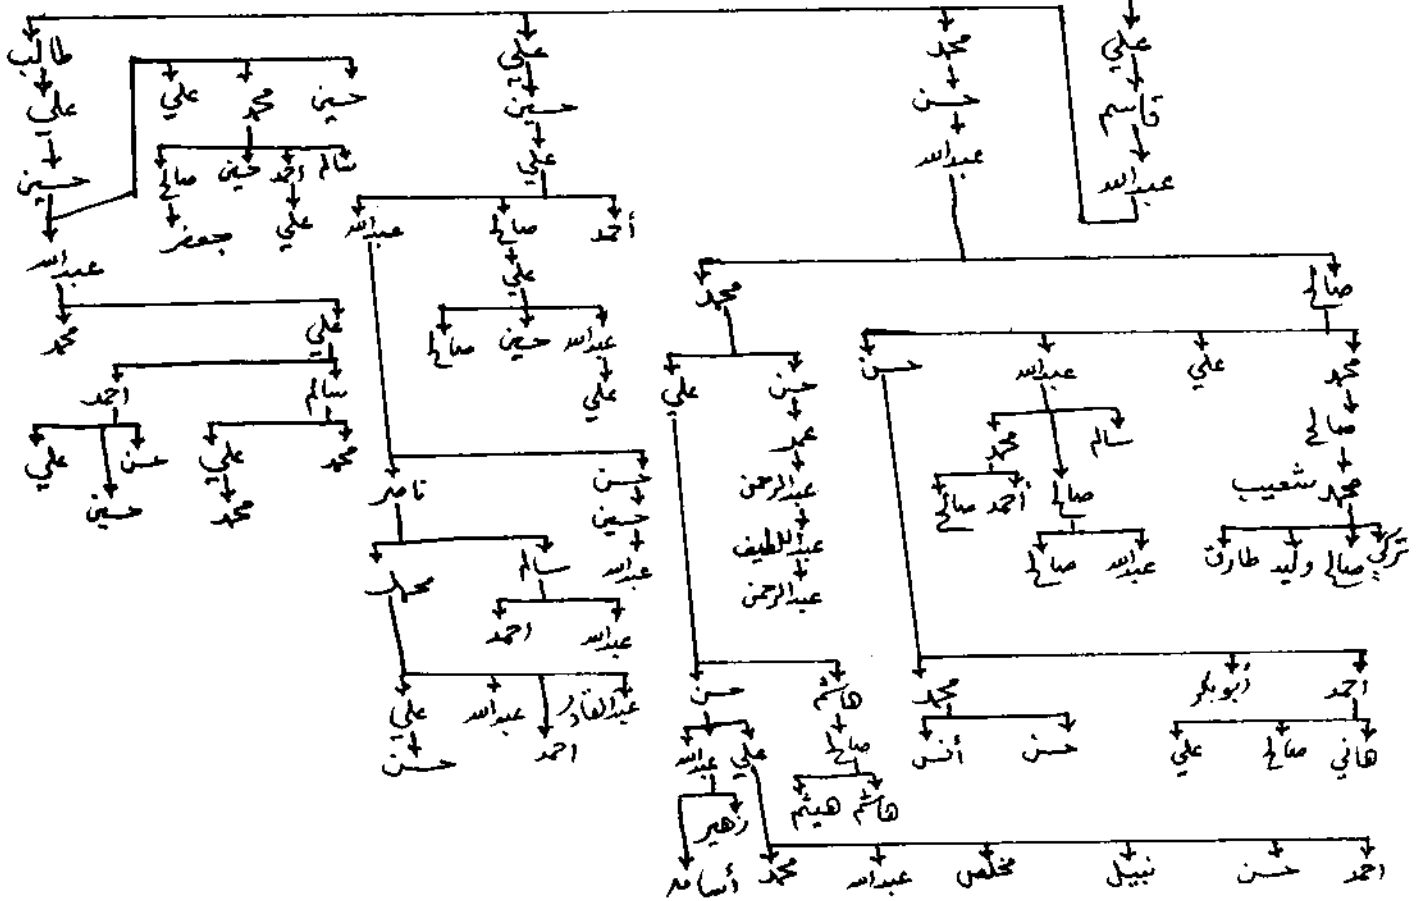 طالب علي محمد علي
علي محمد حسين حسين حسن قاسم
صالح حسين احمد سالم علي عبدالله عبدالله
حسين
جعفر علي عبدالله صالح أحمد
عبدالله علي محمد صالح
محمد علي صالح حسين عبدالله حسن عبدالله علي محمد
احمد سالم علي علي حسن
علي حسن علي محمد عمر محمد سالم صالح
حسين محمد ناصر حسن عبدالرحمن صالح أحمد صالح شعيب محمد
حسين عبداللطيف
محمد سالم عبدالله عبدالرحمن صالح عبدالله طارق وليد صالح تركي
احمد عبدالله
علي عبدالله عبدالقادر حسن هاشم محمد أبوبكر احمد
حسن احمد عبدالله علي صالح أنس حسن علي صالح هاني
زهير هيثم هاشم
أسامه محمد عبدالله مخلص نبيل حسن احمد